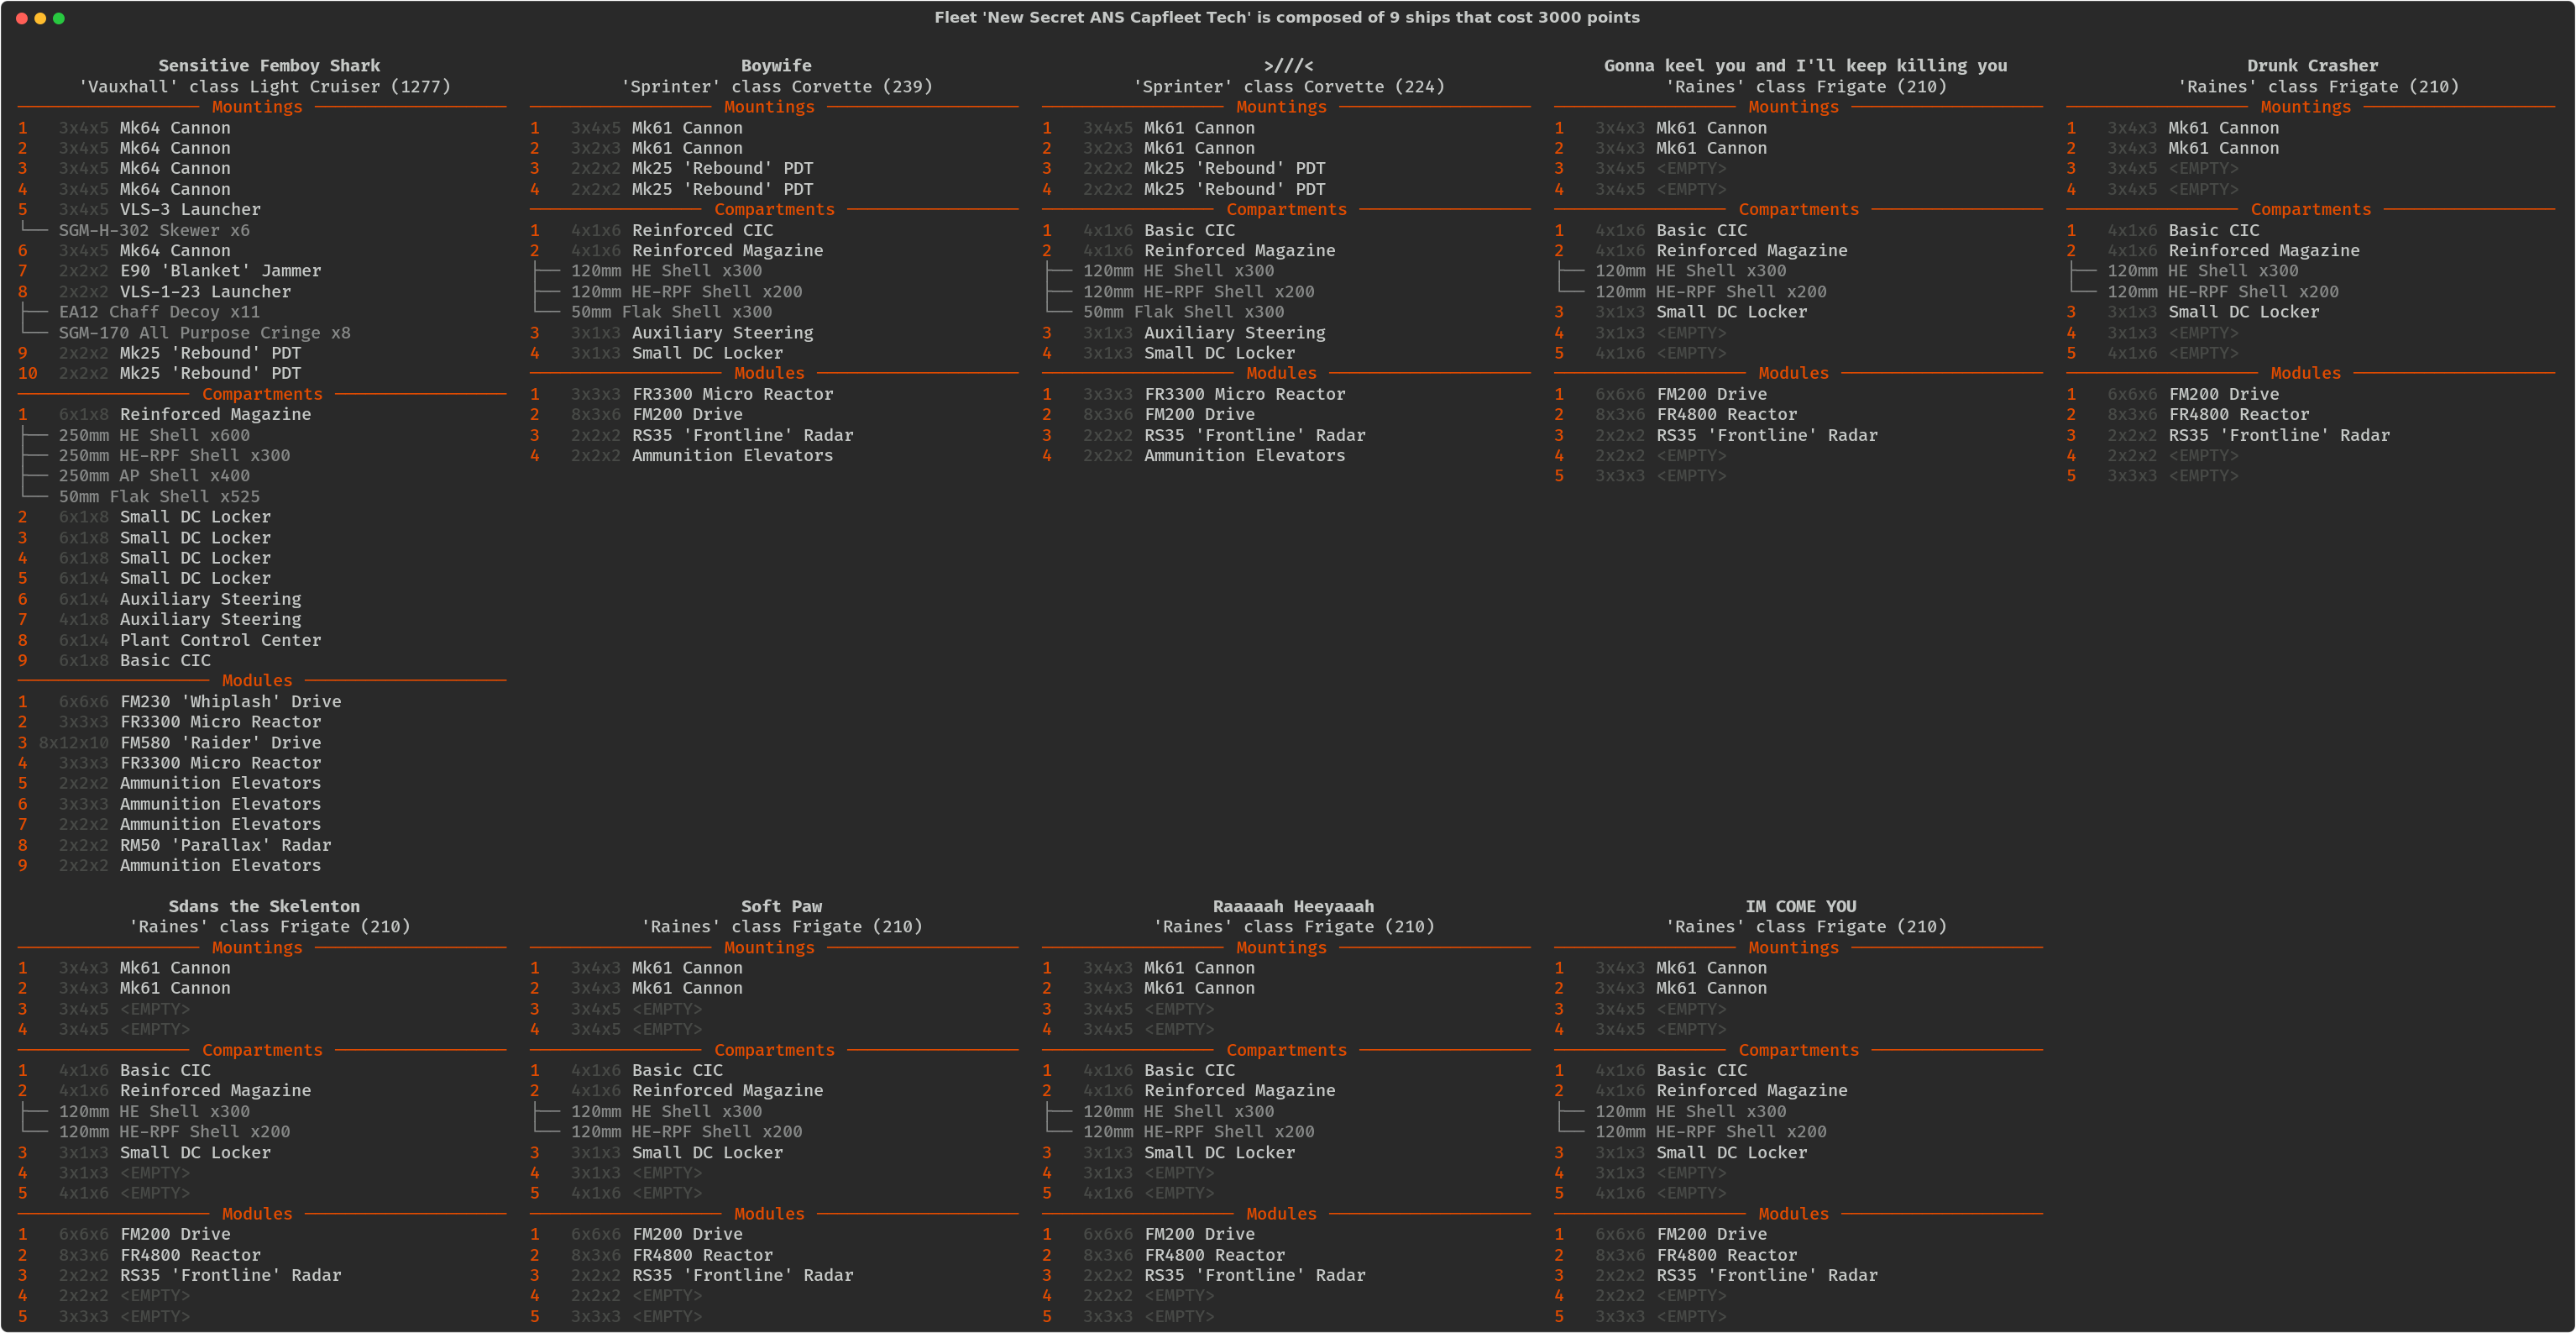 Fleet 'New Secret ANS Capfleet Tech' is composed of 9 ships that cost 3000 points
Sensitive Femboy Shark
'Vauxhall' class Light Cruiser (1277)
Mountings
1 3x4x5 Mk64 Cannon
2 3x4x5 Mk64 Cannon
3 3x4x5 Mk64 Cannon
4 3x4x5 Mk64 Cannon
5 3x4x5 VLS-3 Launcher
SGM-H-302 Skewer x6
6 3x4x5 Mk64 Cannon
7 2x2x2 E90 'Blanket' Jammer
8 2x2x2 VLS-1-23 Launcher
EA12 Chaff Decoy x11
SGM-170 All Purpose Cringe x8
9 2x2x2 Mk25 'Rebound' PDT
10 2x2x2 Mk25 'Rebound' PDT
Compartments
1 6x1x8 Reinforced Magazine
250mm HE Shell x600
250mm HE-RPF Shell x300
250mm AP Shell x400
50mm Flak Shell x525
2 6x1x8 Small DC Locker
3 6x1x8 Small DC Locker
4 6x1x8 Small DC Locker
5 6x1x4 Small DC Locker
6 6x1x4 Auxiliary Steering
7 4x1x8 Auxiliary Steering
8 6x1x4 Plant Control Center
9 6x1x8 Basic CIC
Modules
1 6x6x6 FM230 'Whiplash' Drive
2 3x3x3 FR3300 Micro Reactor
3 8x12x10 FM580 'Raider' Drive
4 3x3x3 FR3300 Micro Reactor
5 2x2x2 Ammunition Elevators
6 3x3x3 Ammunition Elevators
7 2x2x2 Ammunition Elevators
8 2x2x2 RM50 'Parallax' Radar
9 2x2x2 Ammunition Elevators
Boywife
'Sprinter' class Corvette (239)
Mountings
1 3x4x5 Mk61 Cannon
2 3x2x3 Mk61 Cannon
3 2x2x2 Mk25 'Rebound' PDT
4 2x2x2 Mk25 'Rebound' PDT
Compartments
1 4x1x6 Reinforced CIC
2 4x1x6 Reinforced Magazine
120mm HE Shell x300
120mm HE-RPF Shell x200
50mm Flak Shell x300
3 3x1x3 Auxiliary Steering
4 3x1x3 Small DC Locker
Modules
1 3x3x3 FR3300 Micro Reactor
2 8x3x6 FM200 Drive
3 2x2x2 RS35 'Frontline' Radar
4 2x2x2 Ammunition Elevators
>///<
'Sprinter' class Corvette (224)
Mountings
1 3x4x5 Mk61 Cannon
2 3x2x3 Mk61 Cannon
3 2x2x2 Mk25 'Rebound' PDT
4 2x2x2 Mk25 'Rebound' PDT
Compartments
1 4x1x6 Basic CIC
2 4x1x6 Reinforced Magazine
120mm HE Shell x300
120mm HE-RPF Shell x200
50mm Flak Shell x300
3 3x1x3 Auxiliary Steering
4 3x1x3 Small DC Locker
Modules
1 3x3x3 FR3300 Micro Reactor
2 8x3x6 FM200 Drive
3 2x2x2 RS35 'Frontline' Radar
4 2x2x2 Ammunition Elevators
Gonna keel you and I'll keep killing you
'Raines' class Frigate (210)
Mountings
1 3x4x3 Mk61 Cannon
2 3x4x3 Mk61 Cannon
3 3x4x5 <EMPTY>
4 3x4x5 <EMPTY>
Compartments
1 4x1x6 Basic CIC
2 4x1x6 Reinforced Magazine
120mm HE Shell x300
120mm HE-RPF Shell x200
3 3x1x3 Small DC Locker
4 3x1x3 <EMPTY>
5 4x1x6 <EMPTY>
Modules
1 6x6x6 FM200 Drive
2 8x3x6 FR4800 Reactor
3 2x2x2 RS35 'Frontline' Radar
4 2x2x2 <EMPTY>
5 3x3x3 <EMPTY>
Drunk Crasher
'Raines' class Frigate (210)
Mountings
1 3x4x3 Mk61 Cannon
2 3x4x3 Mk61 Cannon
3 3x4x5 <EMPTY>
4 3x4x5 <EMPTY>
Compartments
1 4x1x6 Basic CIC
2 4x1x6 Reinforced Magazine
120mm HE Shell x300
120mm HE-RPF Shell x200
3 3x1x3 Small DC Locker
4 3x1x3 <EMPTY>
5 4x1x6 <EMPTY>
Modules
1 6x6x6 FM200 Drive
2 8x3x6 FR4800 Reactor
3 2x2x2 RS35 'Frontline' Radar
4 2x2x2 <EMPTY>
5 3x3x3 <EMPTY>
Sdans the Skelenton
'Raines' class Frigate (210)
Mountings
1 3x4x3 Mk61 Cannon
2 3x4x3 Mk61 Cannon
3 3x4x5 <EMPTY>
4 3x4x5 <EMPTY>
Compartments
1 4x1x6 Basic CIC
2 4x1x6 Reinforced Magazine
120mm HE Shell x300
120mm HE-RPF Shell x200
3 3x1x3 Small DC Locker
4 3x1x3 <EMPTY>
5 4x1x6 <EMPTY>
Modules
1 6x6x6 FM200 Drive
2 8x3x6 FR4800 Reactor
3 2x2x2 RS35 'Frontline' Radar
4 2x2x2 <EMPTY>
5 3x3x3 <EMPTY>
Soft Paw
'Raines' class Frigate (210)
Mountings
1 3x4x3 Mk61 Cannon
2 3x4x3 Mk61 Cannon
3 3x4x5 <EMPTY>
4 3x4x5 <EMPTY>
Compartments
1 4x1x6 Basic CIC
2 4x1x6 Reinforced Magazine
120mm HE Shell x300
120mm HE-RPF Shell x200
3 3x1x3 Small DC Locker
4 3x1x3 <EMPTY>
5 4x1x6 <EMPTY>
Modules
1 6x6x6 FM200 Drive
2 8x3x6 FR4800 Reactor
3 2x2x2 RS35 'Frontline' Radar
4 2x2x2 <EMPTY>
5 3x3x3 <EMPTY>
Raaaaah Heeyaaah
'Raines' class Frigate (210)
Mountings
1 3x4x3 Mk61 Cannon
2 3x4x3 Mk61 Cannon
3 3x4x5 <EMPTY>
4 3x4x5 <EMPTY>
Compartments
1 4x1x6 Basic CIC
2 4x1x6 Reinforced Magazine
120mm HE Shell x300
120mm HE-RPF Shell x200
3 3x1x3 Small DC Locker
4 3x1x3 <EMPTY>
5 4x1x6 <EMPTY>
Modules
1 6x6x6 FM200 Drive
2 8x3x6 FR4800 Reactor
3 2x2x2 RS35 'Frontline' Radar
4 2x2x2 <EMPTY>
5 3x3x3 <EMPTY>
IM COME YOU
'Raines' class Frigate (210)
Mountings
1 3x4x3 Mk61 Cannon
2 3x4x3 Mk61 Cannon
3 3x4x5 <EMPTY>
4 3x4x5 <EMPTY>
Compartments
1 4x1x6 Basic CIC
2 4x1x6 Reinforced Magazine
120mm HE Shell x300
120mm HE-RPF Shell x200
3 3x1x3 Small DC Locker
4 3x1x3 <EMPTY>
5 4x1x6 <EMPTY>
Modules
1 6x6x6 FM200 Drive
2 8x3x6 FR4800 Reactor
3 2x2x2 RS35 'Frontline' Radar
4 2x2x2 <EMPTY>
5 3x3x3 <EMPTY>